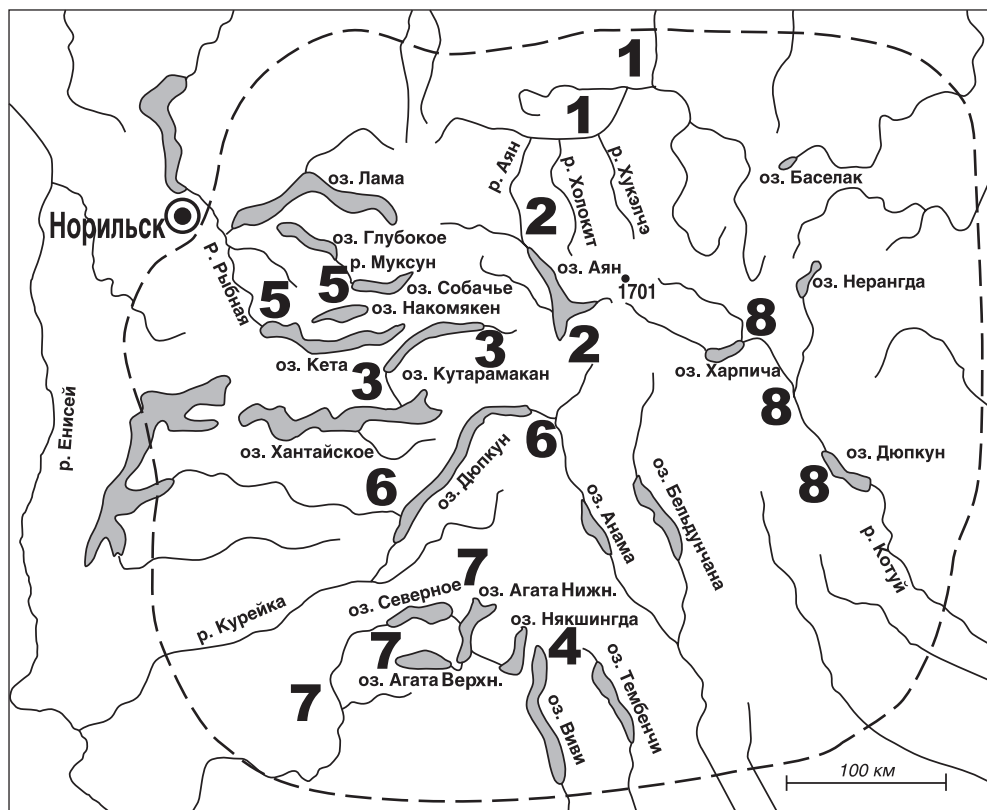 1
1
р. Аян
р. Холокит
р. Хукэлчэ
оз. Баселак
оз. Лама
Норильск
2
оз. Глубокое
р. Муксун
р. Рыбная
5
5
оз. Собачье
оз. Аян
1701
оз. Нерангда
оз. Накомякен
8
оз. Кета
3
3
2
оз. Харпича
оз. Кутарамакан
8
р. Енисей
оз. Хантайское
6
6
оз. Дюпкун
оз. Дюпкун
8
оз. Анама
оз. Бельдунчана
р. Котуй
7
оз. Северное
оз. Агата Нижн.
р. Курейка
оз. Някшингда
7
4
оз. Агата Верхн.
7
оз. Виви
оз. Тембенчи
100 км